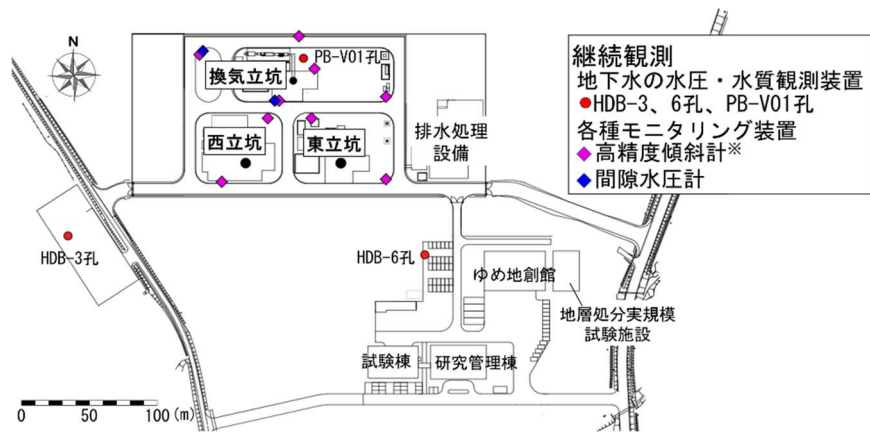 N
PB-V01孔
換気立坑
西立坑
東立坑
排水処理
設備
継続観測
地下水の水圧・水質観測装置
HDB-3、6孔、PB-V01孔
各種モニタリング装置
高精度傾斜計※
間隙水圧計
HDB-3孔
HDB-6孔
ゆめ地創館
地層処分実規模
試験施設
試験棟
研究管理棟
0 50 100 (m)